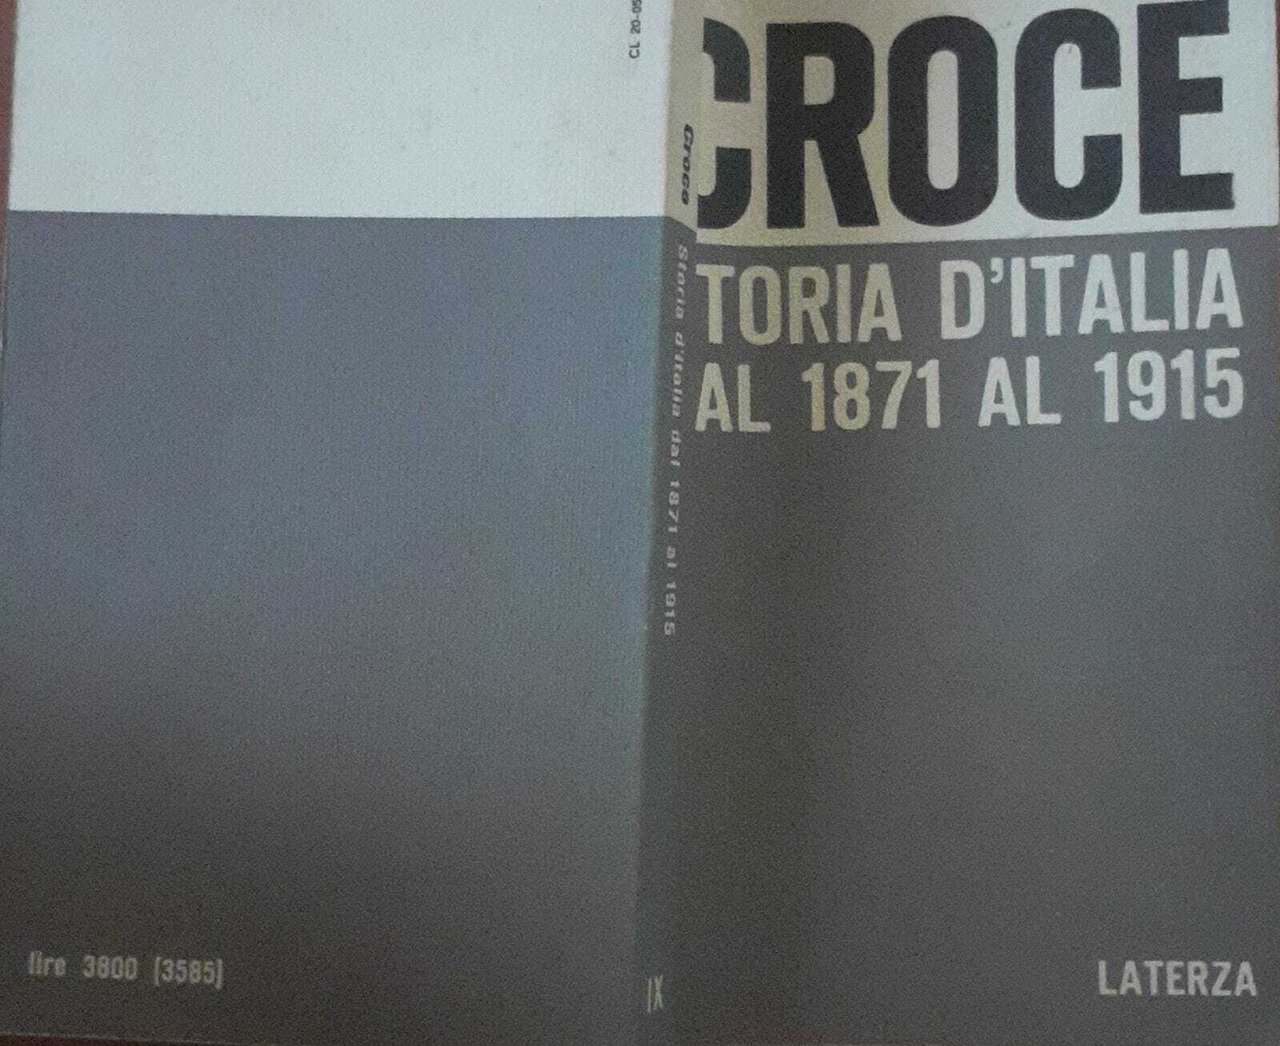 CL 20-05
CROCE
TORIA D'ITALIA
AL 1871 AL 1915
LATERZA
Croce Storia d'Italia dal 1871 al 1915
IX
lire 3800 (3585)